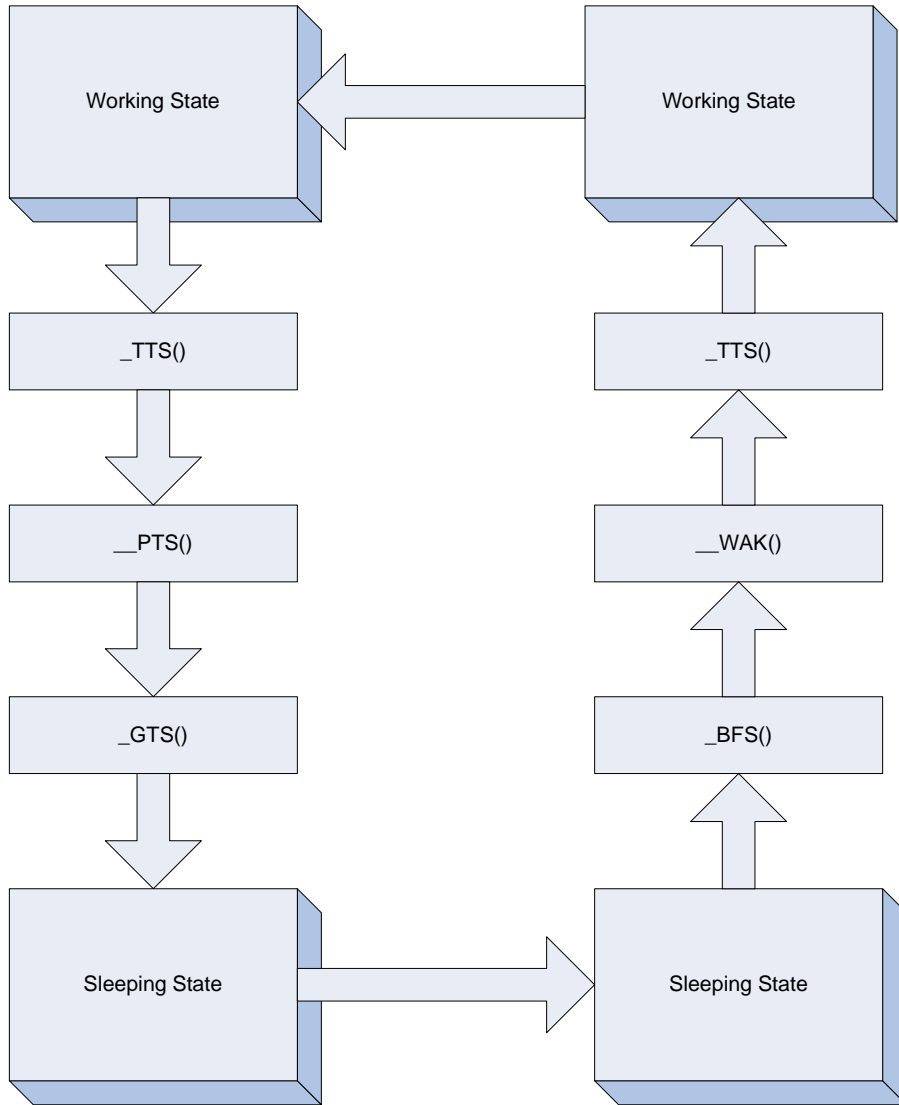 Working State
Working State
_TTS()
_TTS()
__PTS()
__WAK()
_GTS()
_BFS()
Sleeping State
Sleeping State